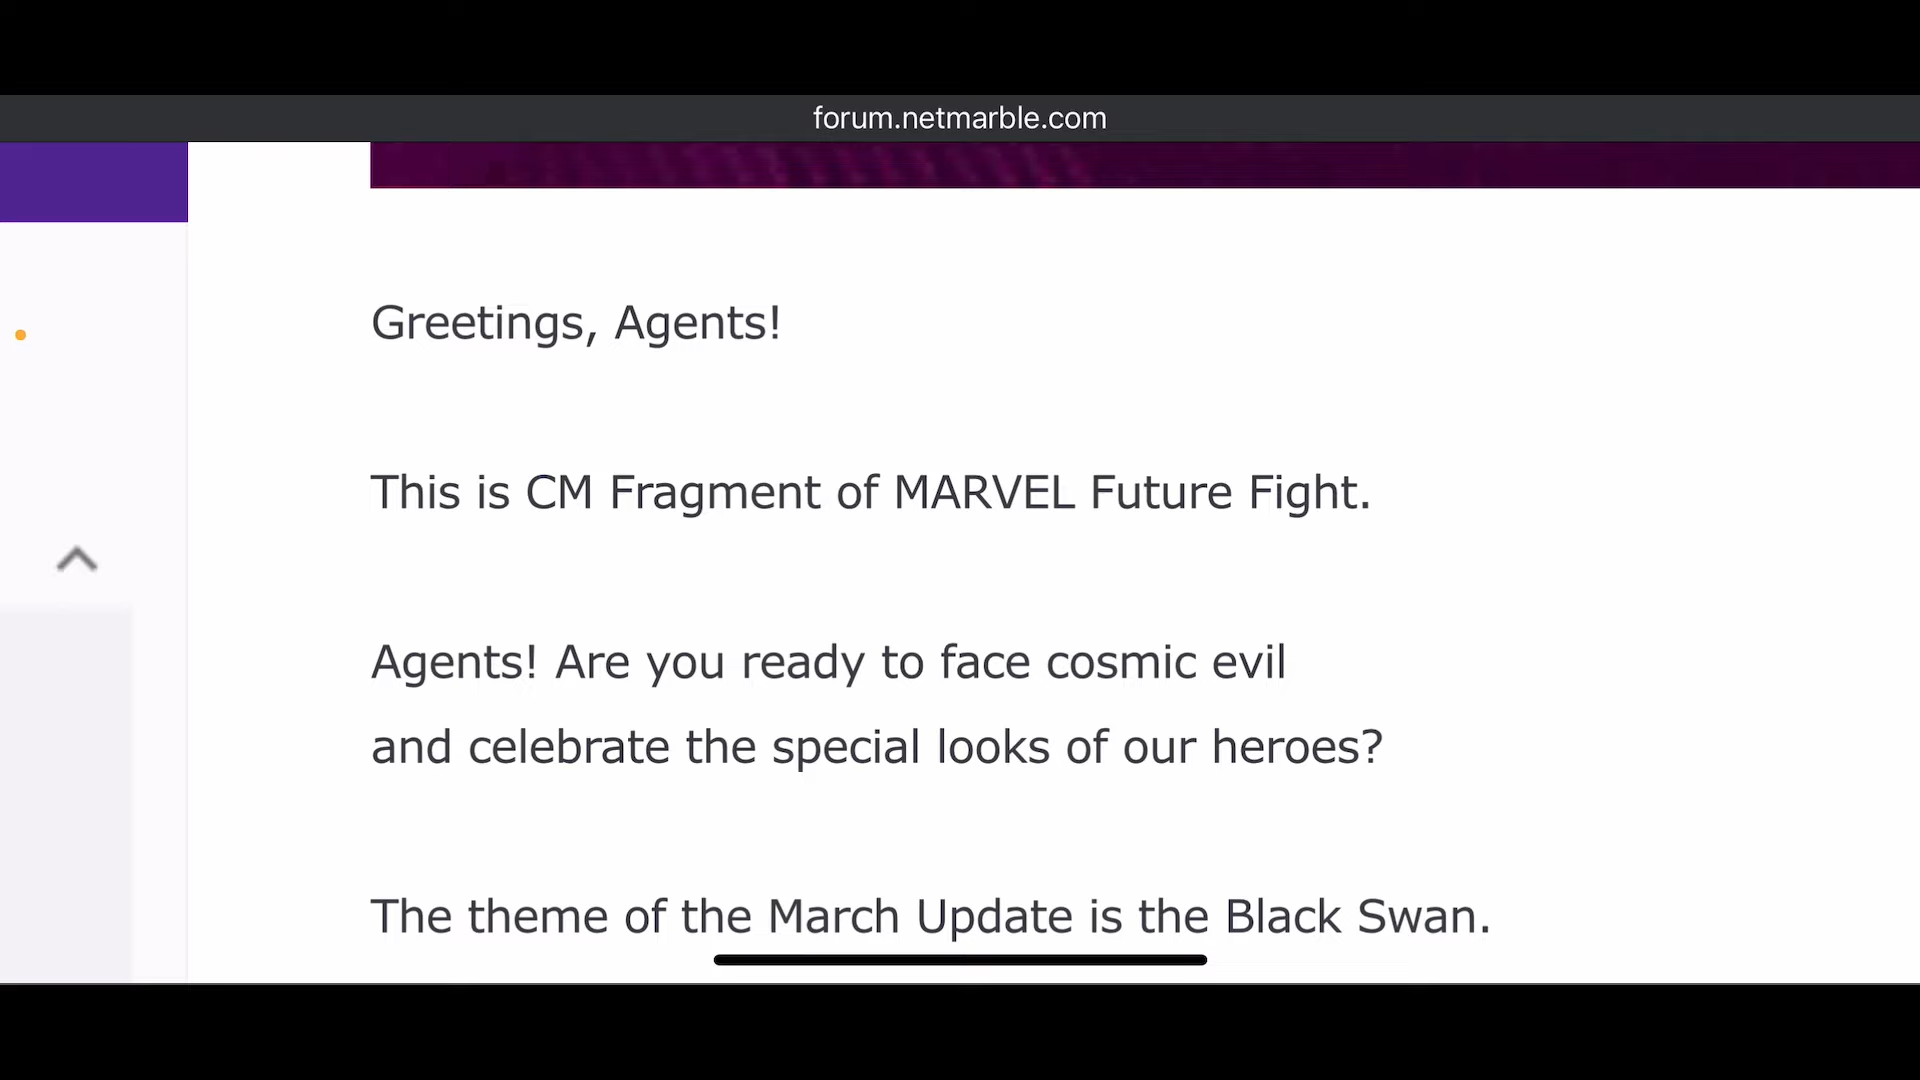 forum.netmarble.com
Greetings, Agents!
This is CM Fragment of MARVEL Future Fight.
Agents! Are you ready to face cosmic evil
and celebrate the special looks of our heroes?
The theme of the March Update is the Black Swan.